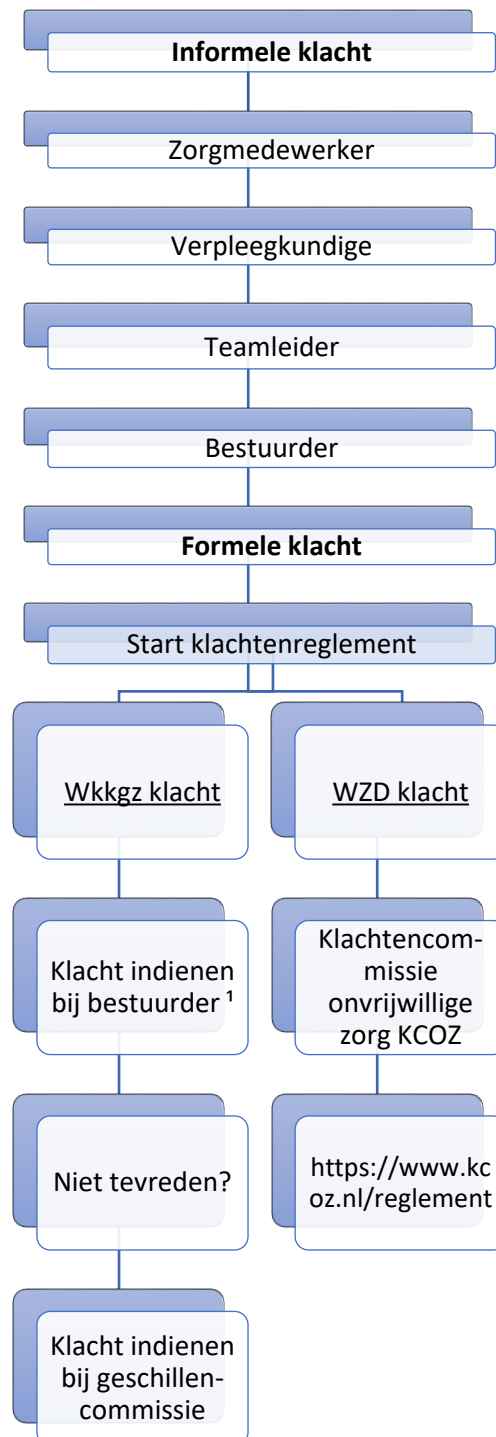 Informele klacht
Zorgmedewerker
Verpleegkundige
Teamleider
Bestuurder
Formele klacht
Start klachtenreglement
Wkkgz klacht
Klacht indienen
bij bestuurder ¹
Niet tevreden?
Klacht indienen
bij geschillen-
commissie
WZD klacht
Klachtencom-
missie
onvrijwillige
zorg KCOZ
https://www.kc
oz.nl/reglement